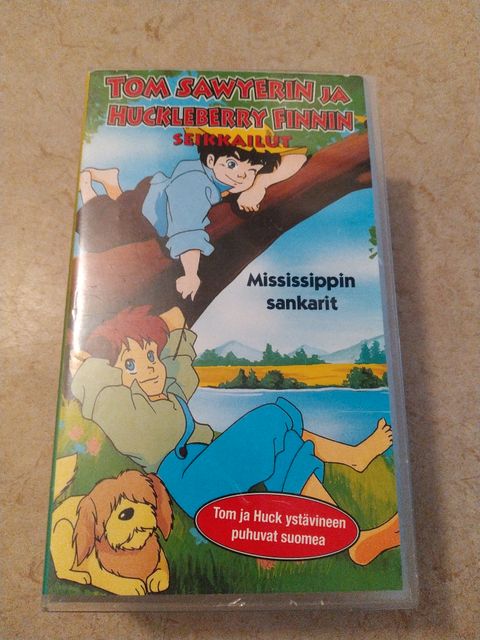 TOM SAWYERIN JA
HUCKLEBERRY FINNIN
SEIKKAILUT
Mississippin
sankarit
Tom ja Huck ystävineen
puhuvat suomea